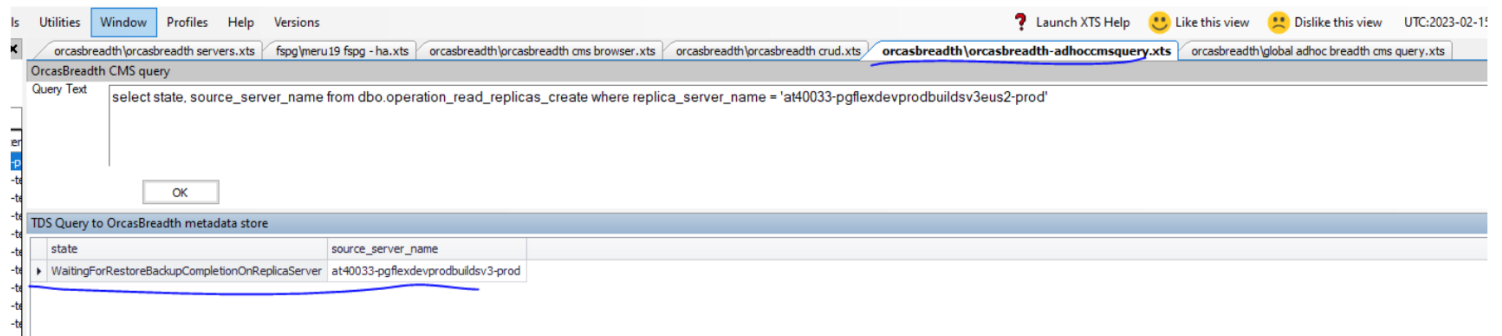 ls Utilities Window Profiles Help Versions ? Launch XTS Help Like this view Dislike this view UTC:2023-02-15
orcasbreadth\orcasbreadth servers.xts fspg\meru19 fspg - ha.xts orcasbreadth\orcasbreadth cms browser.xts orcasbreadth\orcasbreadth crud.xts orcasbreadth\orcasbreadth-adhoccmsquery.xts orcasbreadth\global adhoc breadth cms query.xts
OrcasBreadth CMS query
Query Text
select state, source_server_name from dbo.operation_read_replicas_create where replica_server_name = 'at40033-pgflexdevprodbuildsv3eus2-prod'
OK
TDS Query to OrcasBreadth metadata store
state source_server_name
WaitingForRestoreBackupCompletionOnReplicaServer at40033-pgflexdevprodbuildsv3-prod